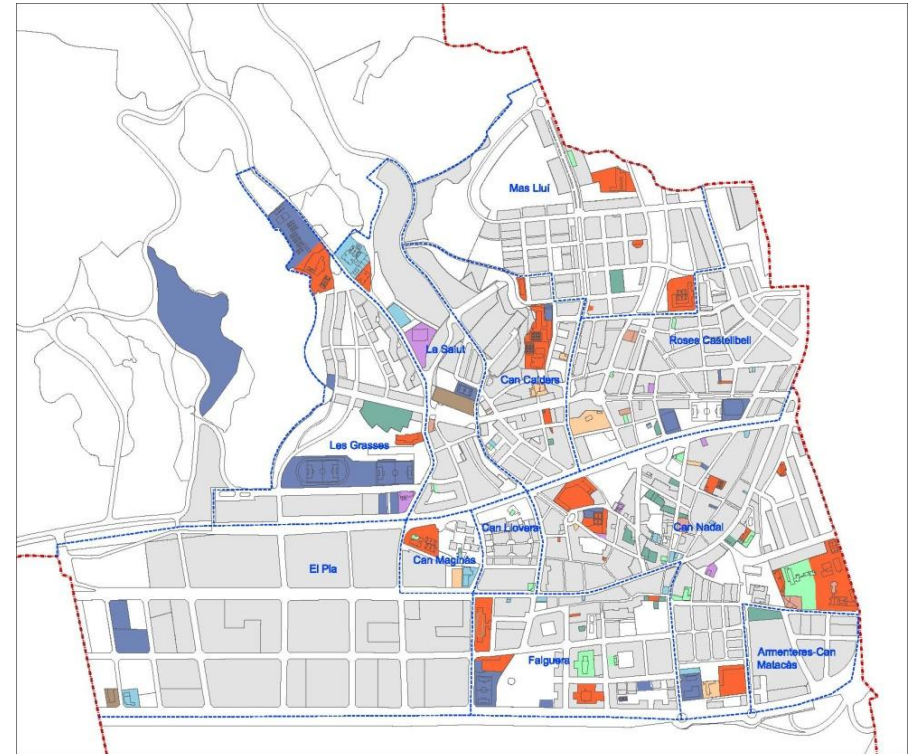 Mas Lluí
Roses Castellbell
La Salut
Can Calders
Les Grasses
Can Llovera
Can Nadal
El Pla
Can Maginàs
Falguera
Armenteres-Can
Matacàs